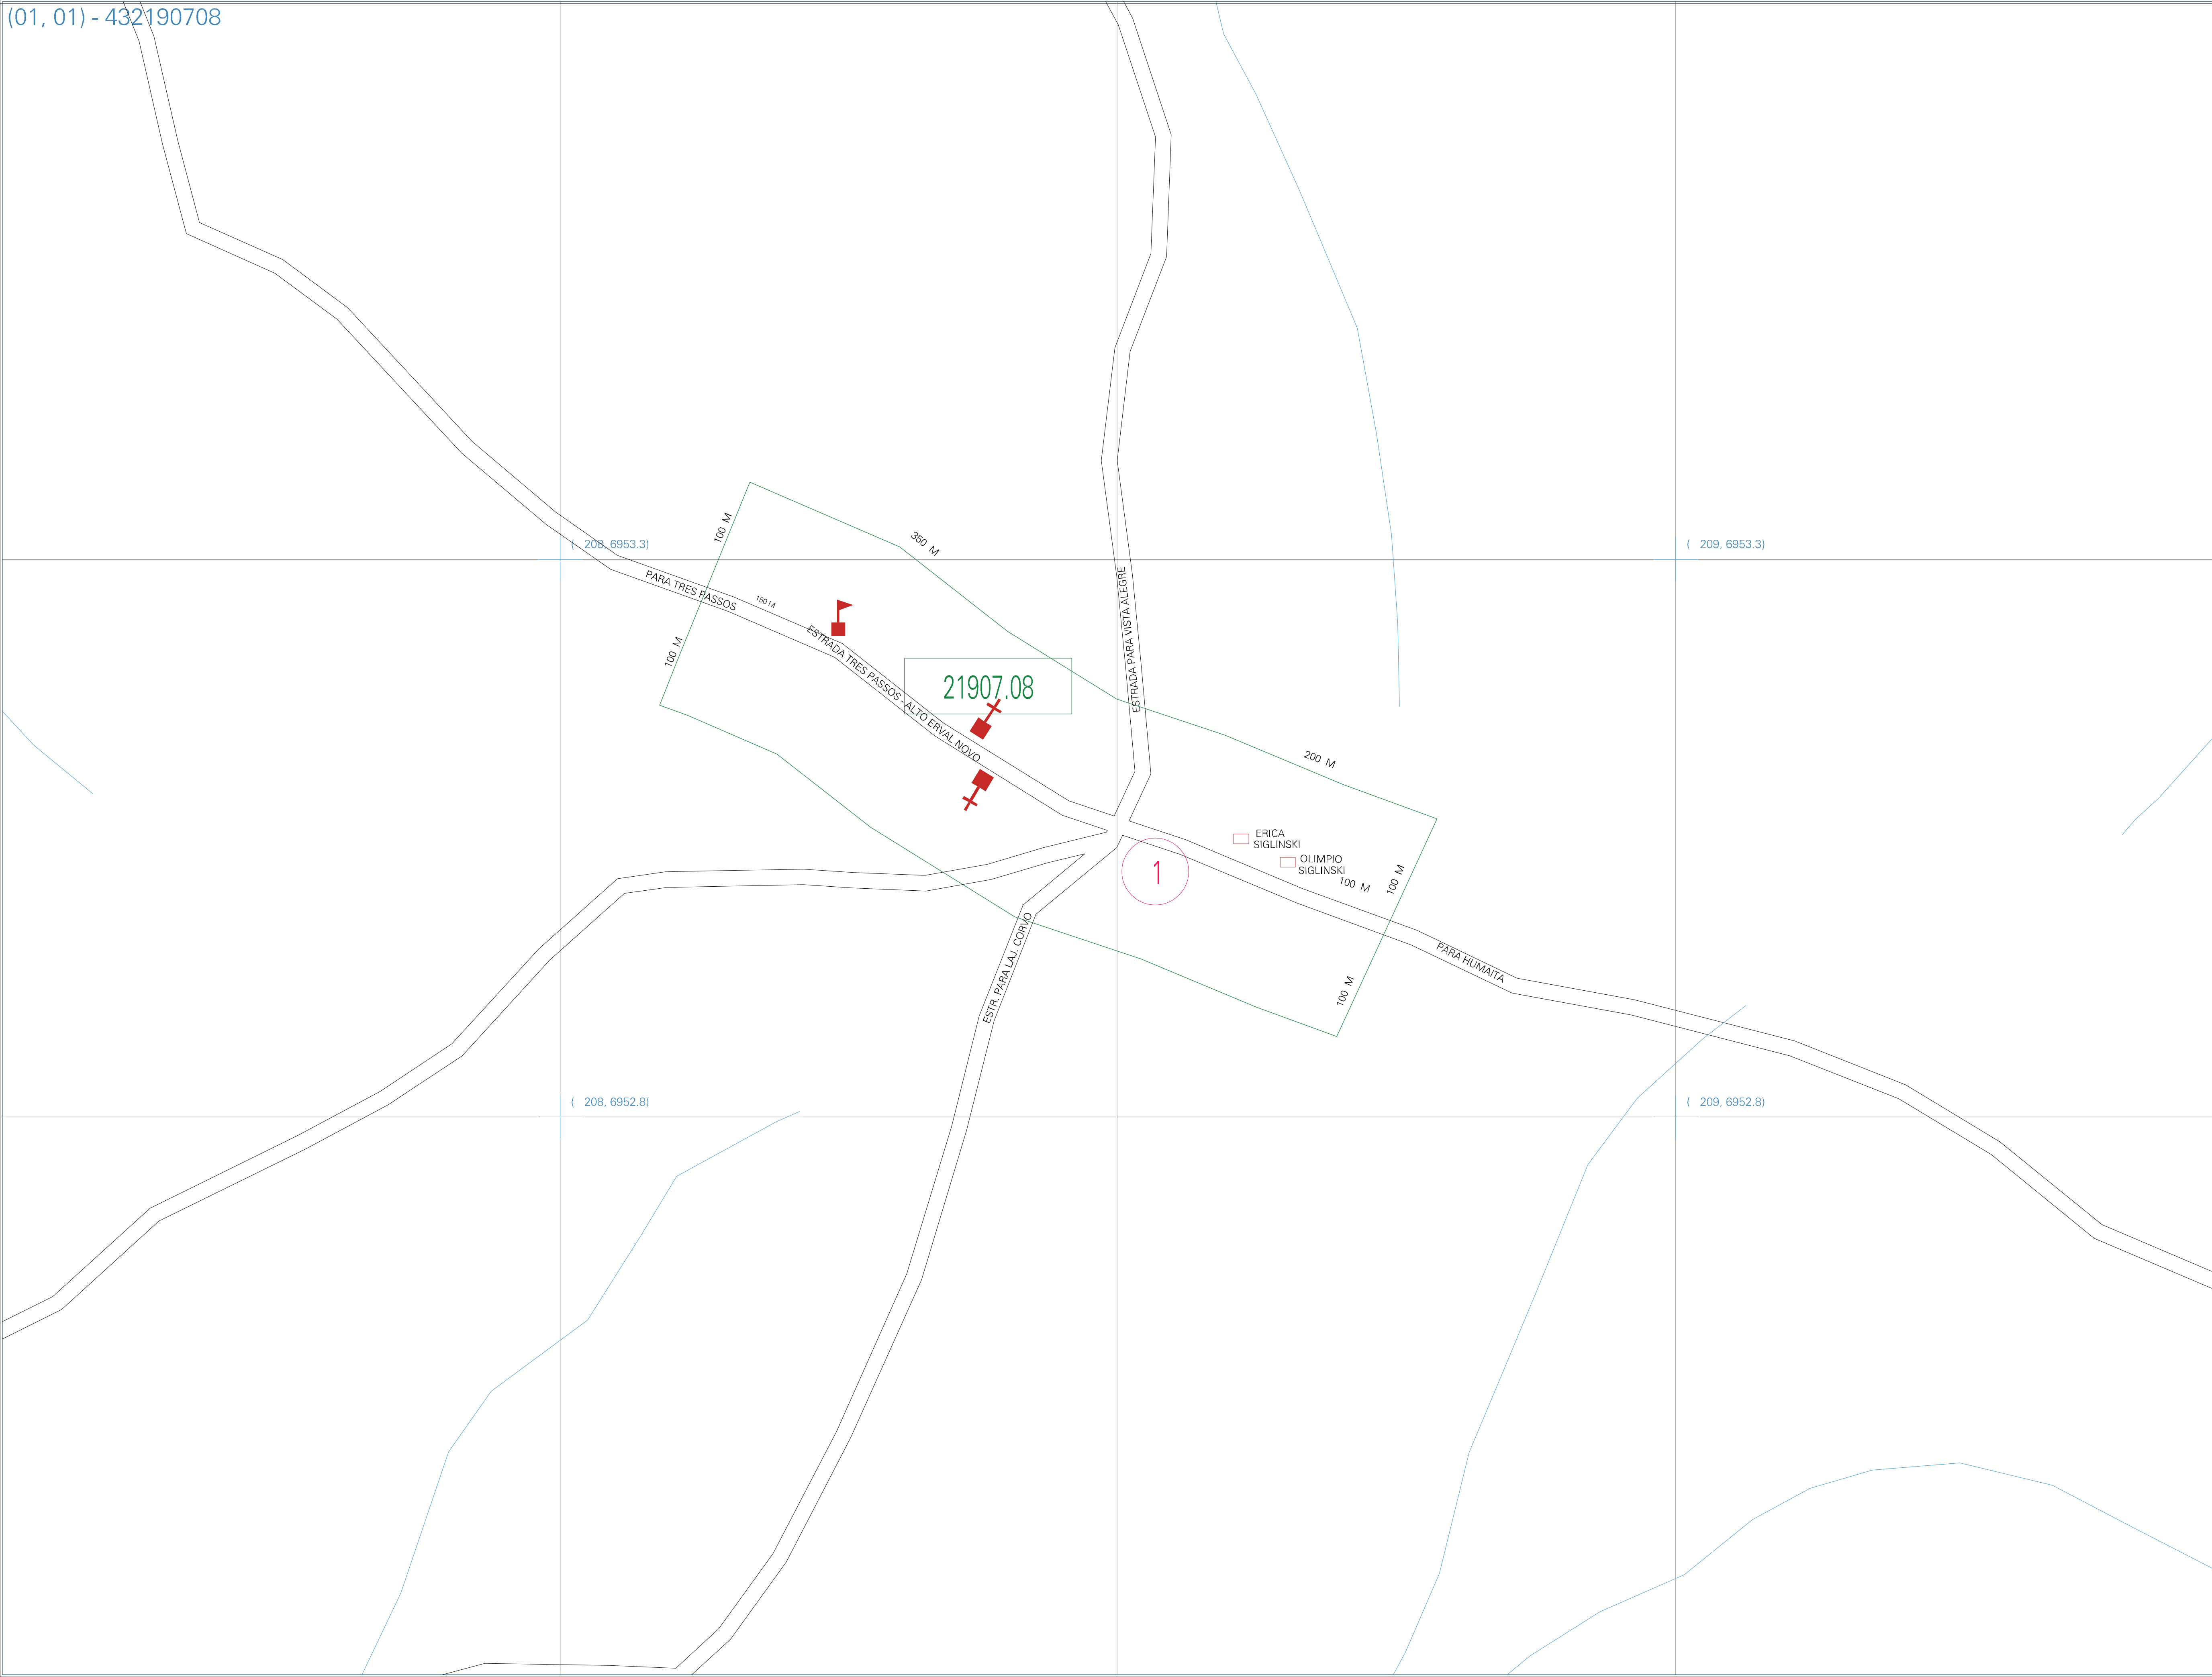 (01, 01) - 432190708
100 M
350 M
( 208, 6953.3)
( 209, 6953.3)
PARA TRES PASSOS
150 M
ESTRADA PARA VISTA ALEGRE
100 M
ESTRADA TRES PASSOS - ALTO ERVAL NOVO
21907.08
200 M
ERICA
SIGLINSKI
OLIMPIO
SIGLINSKI
1
100 M
100 M
ESTR. PARA LAJ. CORVO
PARA HUMAITA
100 M
( 208, 6952.8)
( 209, 6952.8)